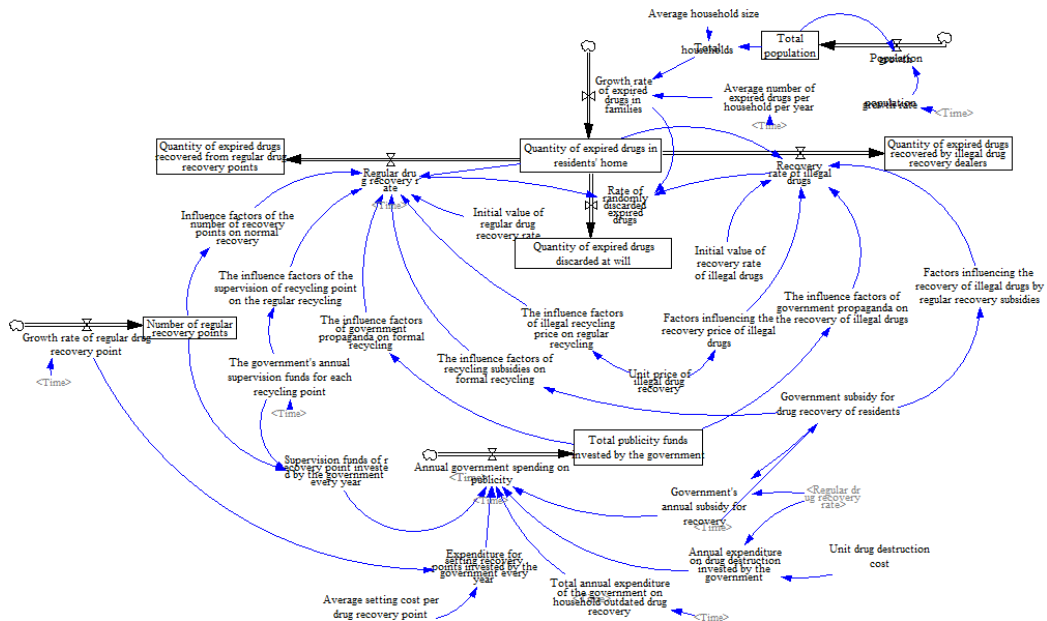 Average household size
Total
households
Total
population
Population
growth
population
growth rate
<Time>
Growth rate
of expired
drugs in
families
Average number of
expired drugs per
household per year
<Time>
Quantity of expired drugs
recovered from regular drug
recovery points
Quantity of expired drugs in
residents' home
Quantity of expired drugs
recovered by illegal drug
recovery dealers
Regular dru
g recovery r
ate
<Time>
Recovery
rate of illegal
drugs
Rate of
randomly
discarded
expired
drugs
Influence factors of the
number of recovery
points on normal
recovery
Initial value of
regular drug
recovery rate
Quantity of expired drugs
discarded at will
Initial value of
recovery rate
of illegal drugs
The influence factors of the
supervision of recycling point
on the regular recycling
Factors influencing the
recovery of illegal drugs by
regular recovery subsidies
The influence factors of
government propaganda on
the recovery of illegal drugs
Number of regular
recovery points
Growth rate of regular drug
recovery point
<Time>
The influence factors
of government
propaganda on formal
recycling
The influence factors
of illegal recycling
price on regular
recycling
Factors influencing the
recovery price of illegal
drugs
The influence factors of
recycling subsidies on
formal recycling
Unit price of
illegal drug
recovery
The government's annual
supervision funds for each
recycling point
<Time>
Government subsidy for
drug recovery of residents
Total publicity funds
invested by the government
Supervision funds of r
ecovery point investe
d by the government
every year
Annual government spending on
publicity
<Time>
<Time>
Government's
annual subsidy for
recovery
<Time>
<Regular dr
ug recovery
rate>
Expenditure for
setting recovery
points invested by the
government every
year
Annual expenditure
on drug destruction
invested by the
government
Unit drug destruction
cost
Average setting cost per
drug recovery point
Total annual expenditure
of the government on
household outdated drug
recovery
<Time>
<Time>